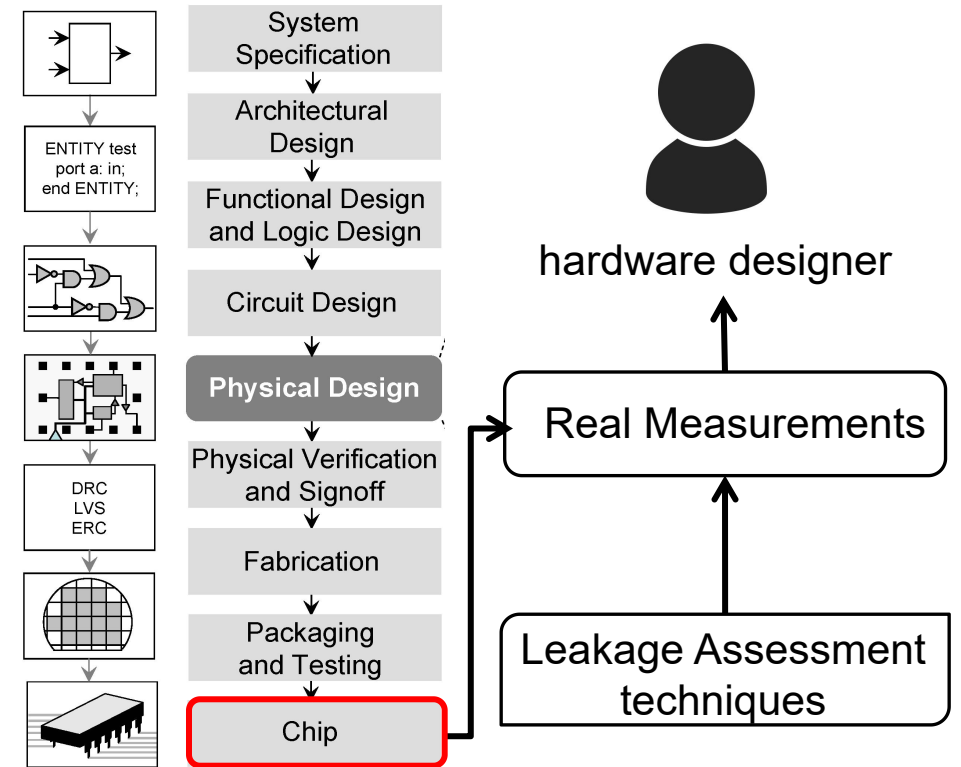 ENTITY test
port a: in;
end ENTITY;
DRC
LVS
ERC
System
Specification
Architectural
Design
Functional Design
and Logic Design
Circuit Design
Physical Design
Physical Verification
and Signoff
Fabrication
Packaging
and Testing
Chip
hardware designer
Real Measurements
Leakage Assessment
techniques